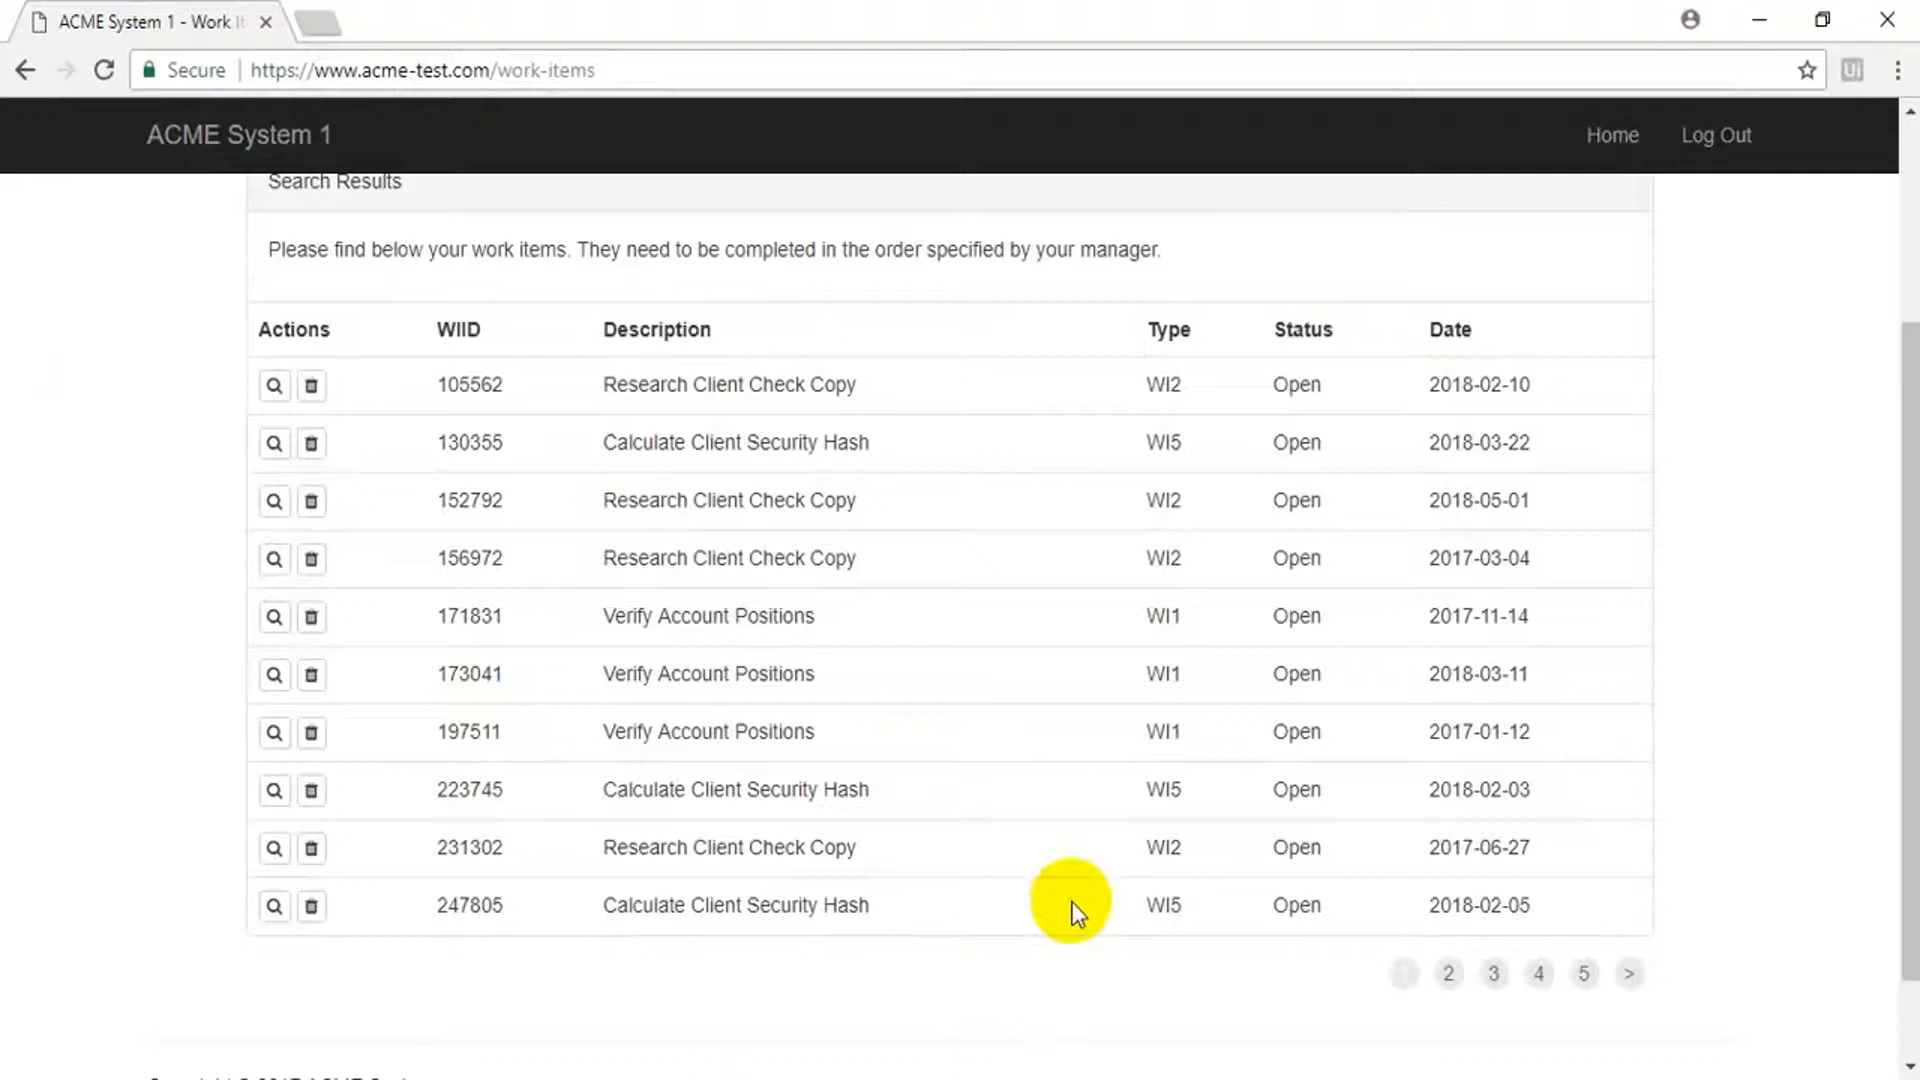 ACME System 1 - Work It
Secure https://www.acme-test.com/work-items
ACME System 1 Home Log Out
Search Results
Please find below your work items. They need to be completed in the order specified by your manager.
Actions WIID Description Type Status Date
105562 Research Client Check Copy WI2 Open 2018-02-10
130355 Calculate Client Security Hash WI5 Open 2018-03-22
152792 Research Client Check Copy WI2 Open 2018-05-01
156972 Research Client Check Copy WI2 Open 2017-03-04
171831 Verify Account Positions WI1 Open 2017-11-14
173041 Verify Account Positions WI1 Open 2018-03-11
197511 Verify Account Positions WI1 Open 2017-01-12
223745 Calculate Client Security Hash WI5 Open 2018-02-03
231302 Research Client Check Copy WI2 Open 2017-06-27
247805 Calculate Client Security Hash WI5 Open 2018-02-05
2 3 4 5 >